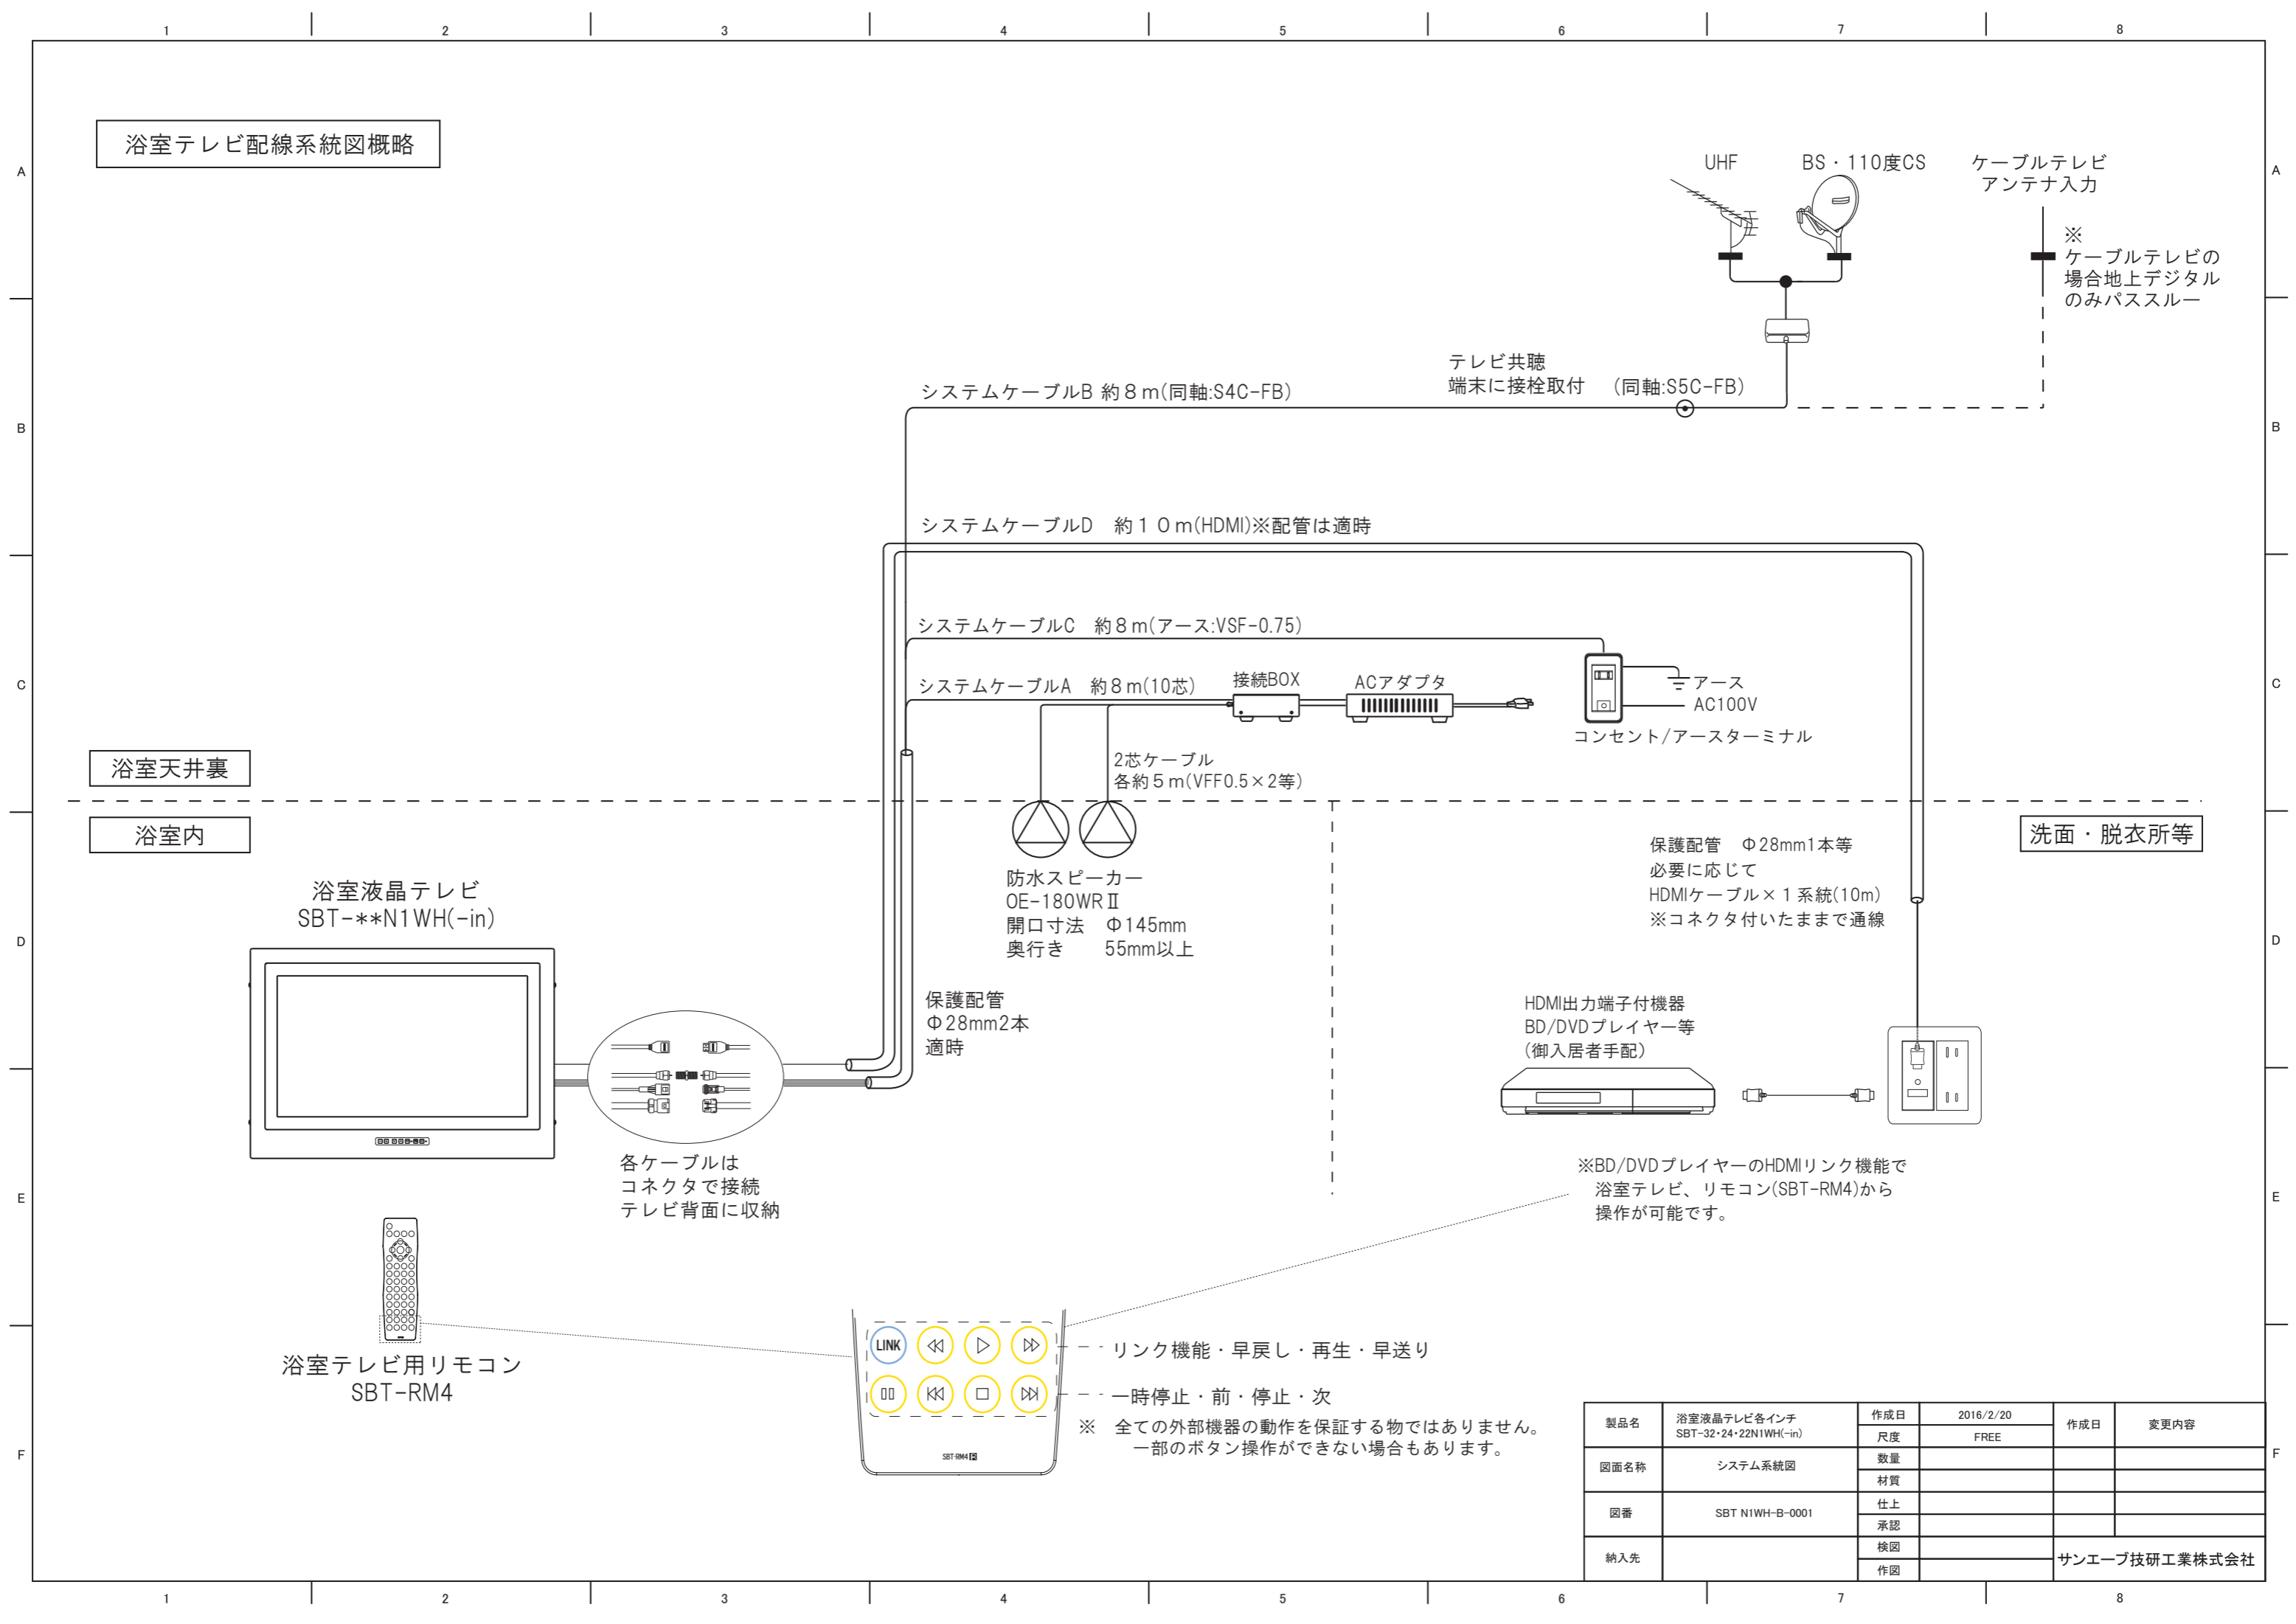 1 2 3 4 5 6 7 8
浴室テレビ配線系統図概略
A
A
UHF
BS・110度CS
ケーブルテレビ
アンテナ入力
※
ケーブルテレビの
場合地上デジタル
のみパススルー
テレビ共聴
端末に接栓取付
(同軸:S5C-FB)
システムケーブルB 約8m(同軸:S4C-FB)
B
B
システムケーブルD 約10m(HDMI)※配管は適時
システムケーブルC 約8m(アース:VSF-0.75)
システムケーブルA 約8m(10芯)
接続BOX
ACアダプタ
アース
AC100V
コンセント/アースターミナル
C
C
2芯ケーブル
各約5m(VFF0.5×2等)
浴室天井裏
浴室内
洗面・脱衣所等
浴室液晶テレビ
SBT-**N1WH(-in)
防水スピーカー
OE-180WRⅡ
開口寸法 Φ145mm
奥行き 55mm以上
保護配管 Φ28mm1本等
必要に応じて
HDMIケーブル×1系統(10m)
※コネクタ付いたままで通線
D
D
保護配管
Φ28mm2本
適時
HDMI出力端子付機器
BD/DVDプレイヤー等
(御入居者手配)
各ケーブルは
コネクタで接続
テレビ背面に収納
※BD/DVDプレイヤーのHDMIリンク機能で
浴室テレビ、リモコン(SBT-RM4)から
操作が可能です。
E
E
浴室テレビ用リモコン
SBT-RM4
LINK
リンク機能・早戻し・再生・早送り
一時停止・前・停止・次
※ 全ての外部機器の動作を保証する物ではありません。
一部のボタン操作ができない場合もあります。
SBT-RM4
F
F
製品名
浴室液晶テレビ各インチ
SBT-32・24・22N1WH(-in)
作成日
2016/2/20
尺度
FREE
作成日
変更内容
図面名称
システム系統図
数量
材質
図番
SBT N1WH-B-0001
仕上
承認
納入先
検図
作図
サンエーブ技研工業株式会社
1 2 3 4 5 6 7 8